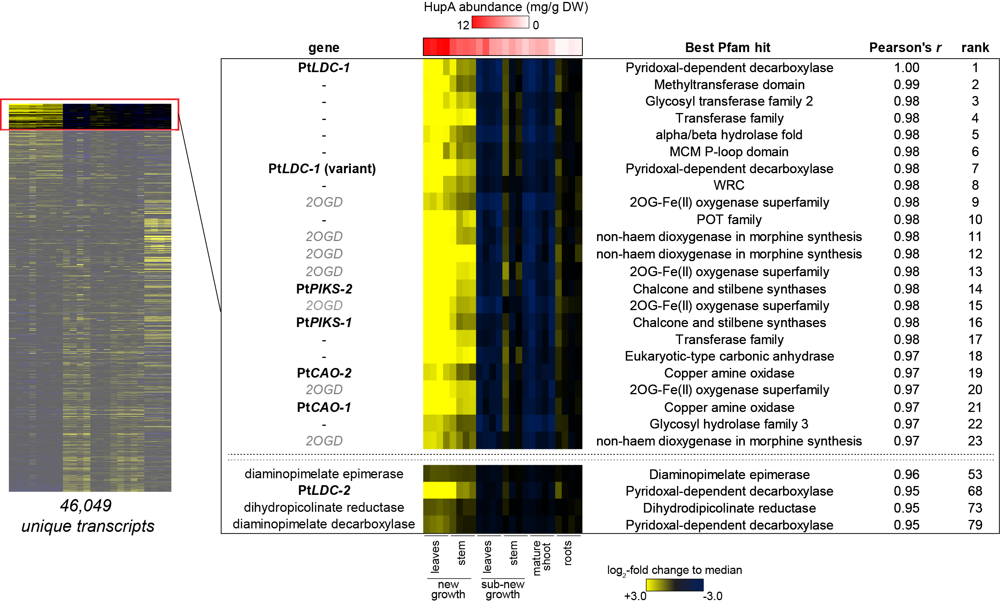 HupA abundance (mg/g DW)
12 0
gene Best Pfam hit Pearson's r rank
PtLDC-1 Pyridoxal-dependent decarboxylase 1.00 1
- Methyltransferase domain 0.99 2
- Glycosyl transferase family 2 0.98 3
- Transferase family 0.98 4
- alpha/beta hydrolase fold 0.98 5
- MCM P-loop domain 0.98 6
PtLDC-1 (variant) Pyridoxal-dependent decarboxylase 0.98 7
- WRC 0.98 8
2OGD 2OG-Fe(II) oxygenase superfamily 0.98 9
- POT family 0.98 10
2OGD non-haem dioxygenase in morphine synthesis 0.98 11
2OGD non-haem dioxygenase in morphine synthesis 0.98 12
2OGD 2OG-Fe(II) oxygenase superfamily 0.98 13
PtPIKS-2 Chalcone and stilbene synthases 0.98 14
2OGD 2OG-Fe(II) oxygenase superfamily 0.98 15
PtPIKS-1 Chalcone and stilbene synthases 0.98 16
- Transferase family 0.98 17
- Eukaryotic-type carbonic anhydrase 0.97 18
PtCAO-2 Copper amine oxidase 0.97 19
2OGD 2OG-Fe(II) oxygenase superfamily 0.97 20
PtCAO-1 Copper amine oxidase 0.97 21
- Glycosyl hydrolase family 3 0.97 22
2OGD non-haem dioxygenase in morphine synthesis 0.97 23
diaminopimelate epimerase Diaminopimelate epimerase 0.96 53
PtLDC-2 Pyridoxal-dependent decarboxylase 0.95 68
dihydropicolinate reductase Dihydrodipicolinate reductase 0.95 73
diaminopimelate decarboxylase Pyridoxal-dependent decarboxylase 0.95 79
46,049
unique transcripts
leaves stem leaves stem mature shoot roots
new growth
sub-new growth
log2-fold change to median
+3.0 -3.0